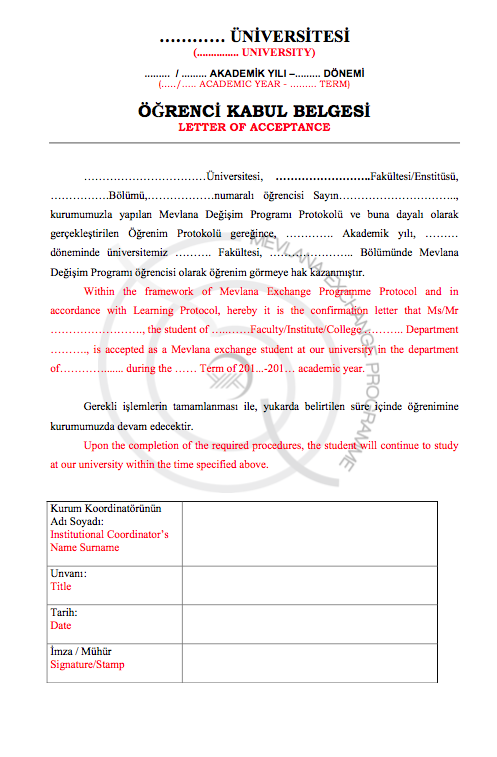 ………… ÜNİVERSİTESİ
(.............. UNIVERSITY)
......... / ......... AKADEMİK YILI –......... DÖNEMİ
(…../….. ACADEMIC YEAR - ......... TERM)
ÖĞRENCİ KABUL BELGESİ
LETTER OF ACCEPTANCE
……………………………Üniversitesi, ……………………..Fakültesi/Enstitüsü,
…………….Bölümü,………………numaralı öğrencisi Sayın…………………………..,
kurumumuzla yapılan Mevlana Değişim Programı Protokolü ve buna dayalı olarak
gerçekleştirilen Öğrenim Protokolü gereğince, …………. Akademik yılı, ………
döneminde üniversitemiz ………. Fakültesi, …………………. Bölümünde Mevlana
Değişim Programı öğrencisi olarak öğrenim görmeye hak kazanmıştır.
Within the framework of Mevlana Exchange Programme Protocol and in
accordance with Learning Protocol, hereby it is the confirmation letter that Ms/Mr
……………………., the student of ……….Faculty/Institute/College ……….. Department
………., is accepted as a Mevlana exchange student at our university in the department
of…………....... during the …… Term of 201...-201… academic year.
Gerekli işlemlerin tamamlanması ile, yukarda belirtilen süre içinde öğrenimine
kurumumuzda devam edecektir.
Upon the completion of the required procedures, the student will continue to study
at our university within the time specified above.
MEVLANA EXCHANGE PROGRAMME
Kurum Koordinatörünün
Adı Soyadı:
Institutional Coordinator’s
Name Surname
Unvanı:
Title
Tarih:
Date
İmza / Mühür
Signature/Stamp